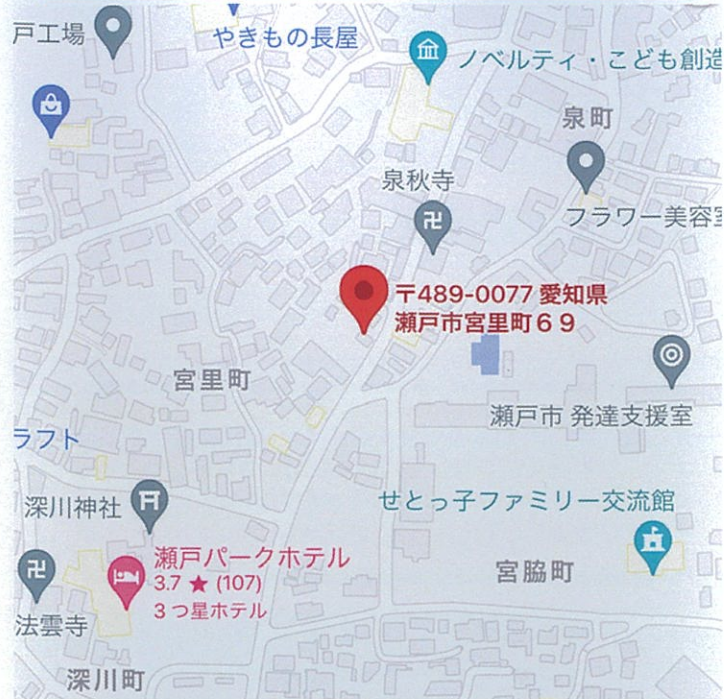 戸工場
やきもの長屋
ノベルティ・こども創造
泉町
泉秋寺
フラワー美容室
〒489-0077 愛知県
瀬戸市宮里町69
宮里町
瀬戸市 発達支援室
ラフト
深川神社
せとっ子ファミリー交流館
瀬戸パークホテル
3.7 ★ (107)
3つ星ホテル
宮脇町
法雲寺
深川町